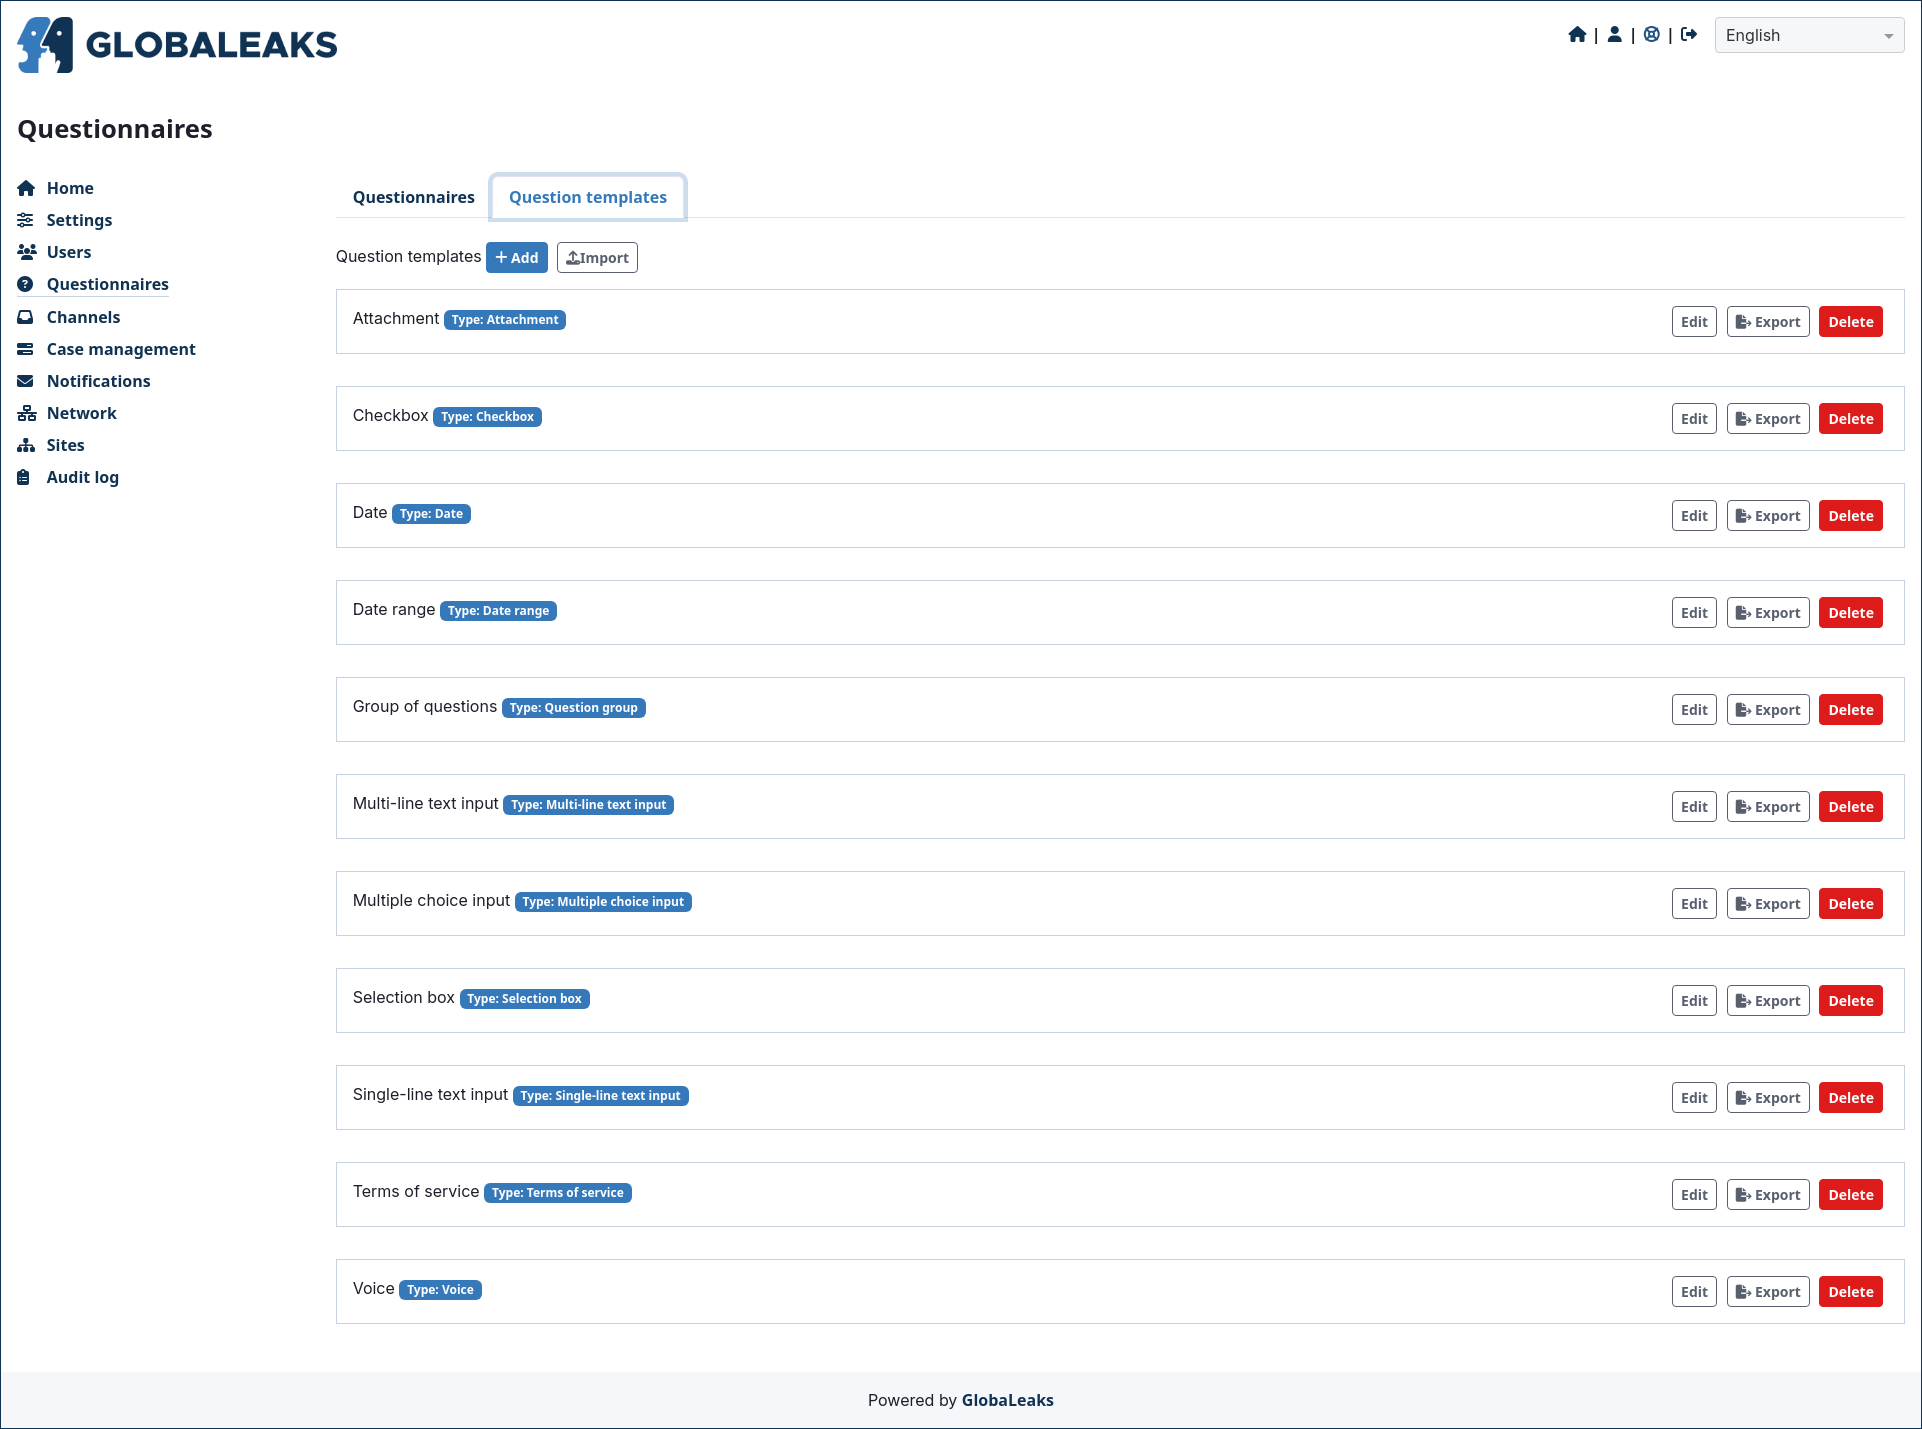 GLOBALEAKS
| | | English
Questionnaires
Home
Settings
Users
Questionnaires
Channels
Case management
Notifications
Network
Sites
Audit log
Questionnaires Question templates
Question templates + Add Import
Attachment Type: Attachment Edit Export Delete
Checkbox Type: Checkbox Edit Export Delete
Date Type: Date Edit Export Delete
Date range Type: Date range Edit Export Delete
Group of questions Type: Question group Edit Export Delete
Multi-line text input Type: Multi-line text input Edit Export Delete
Multiple choice input Type: Multiple choice input Edit Export Delete
Selection box Type: Selection box Edit Export Delete
Single-line text input Type: Single-line text input Edit Export Delete
Terms of service Type: Terms of service Edit Export Delete
Voice Type: Voice Edit Export Delete
Powered by GlobaLeaks